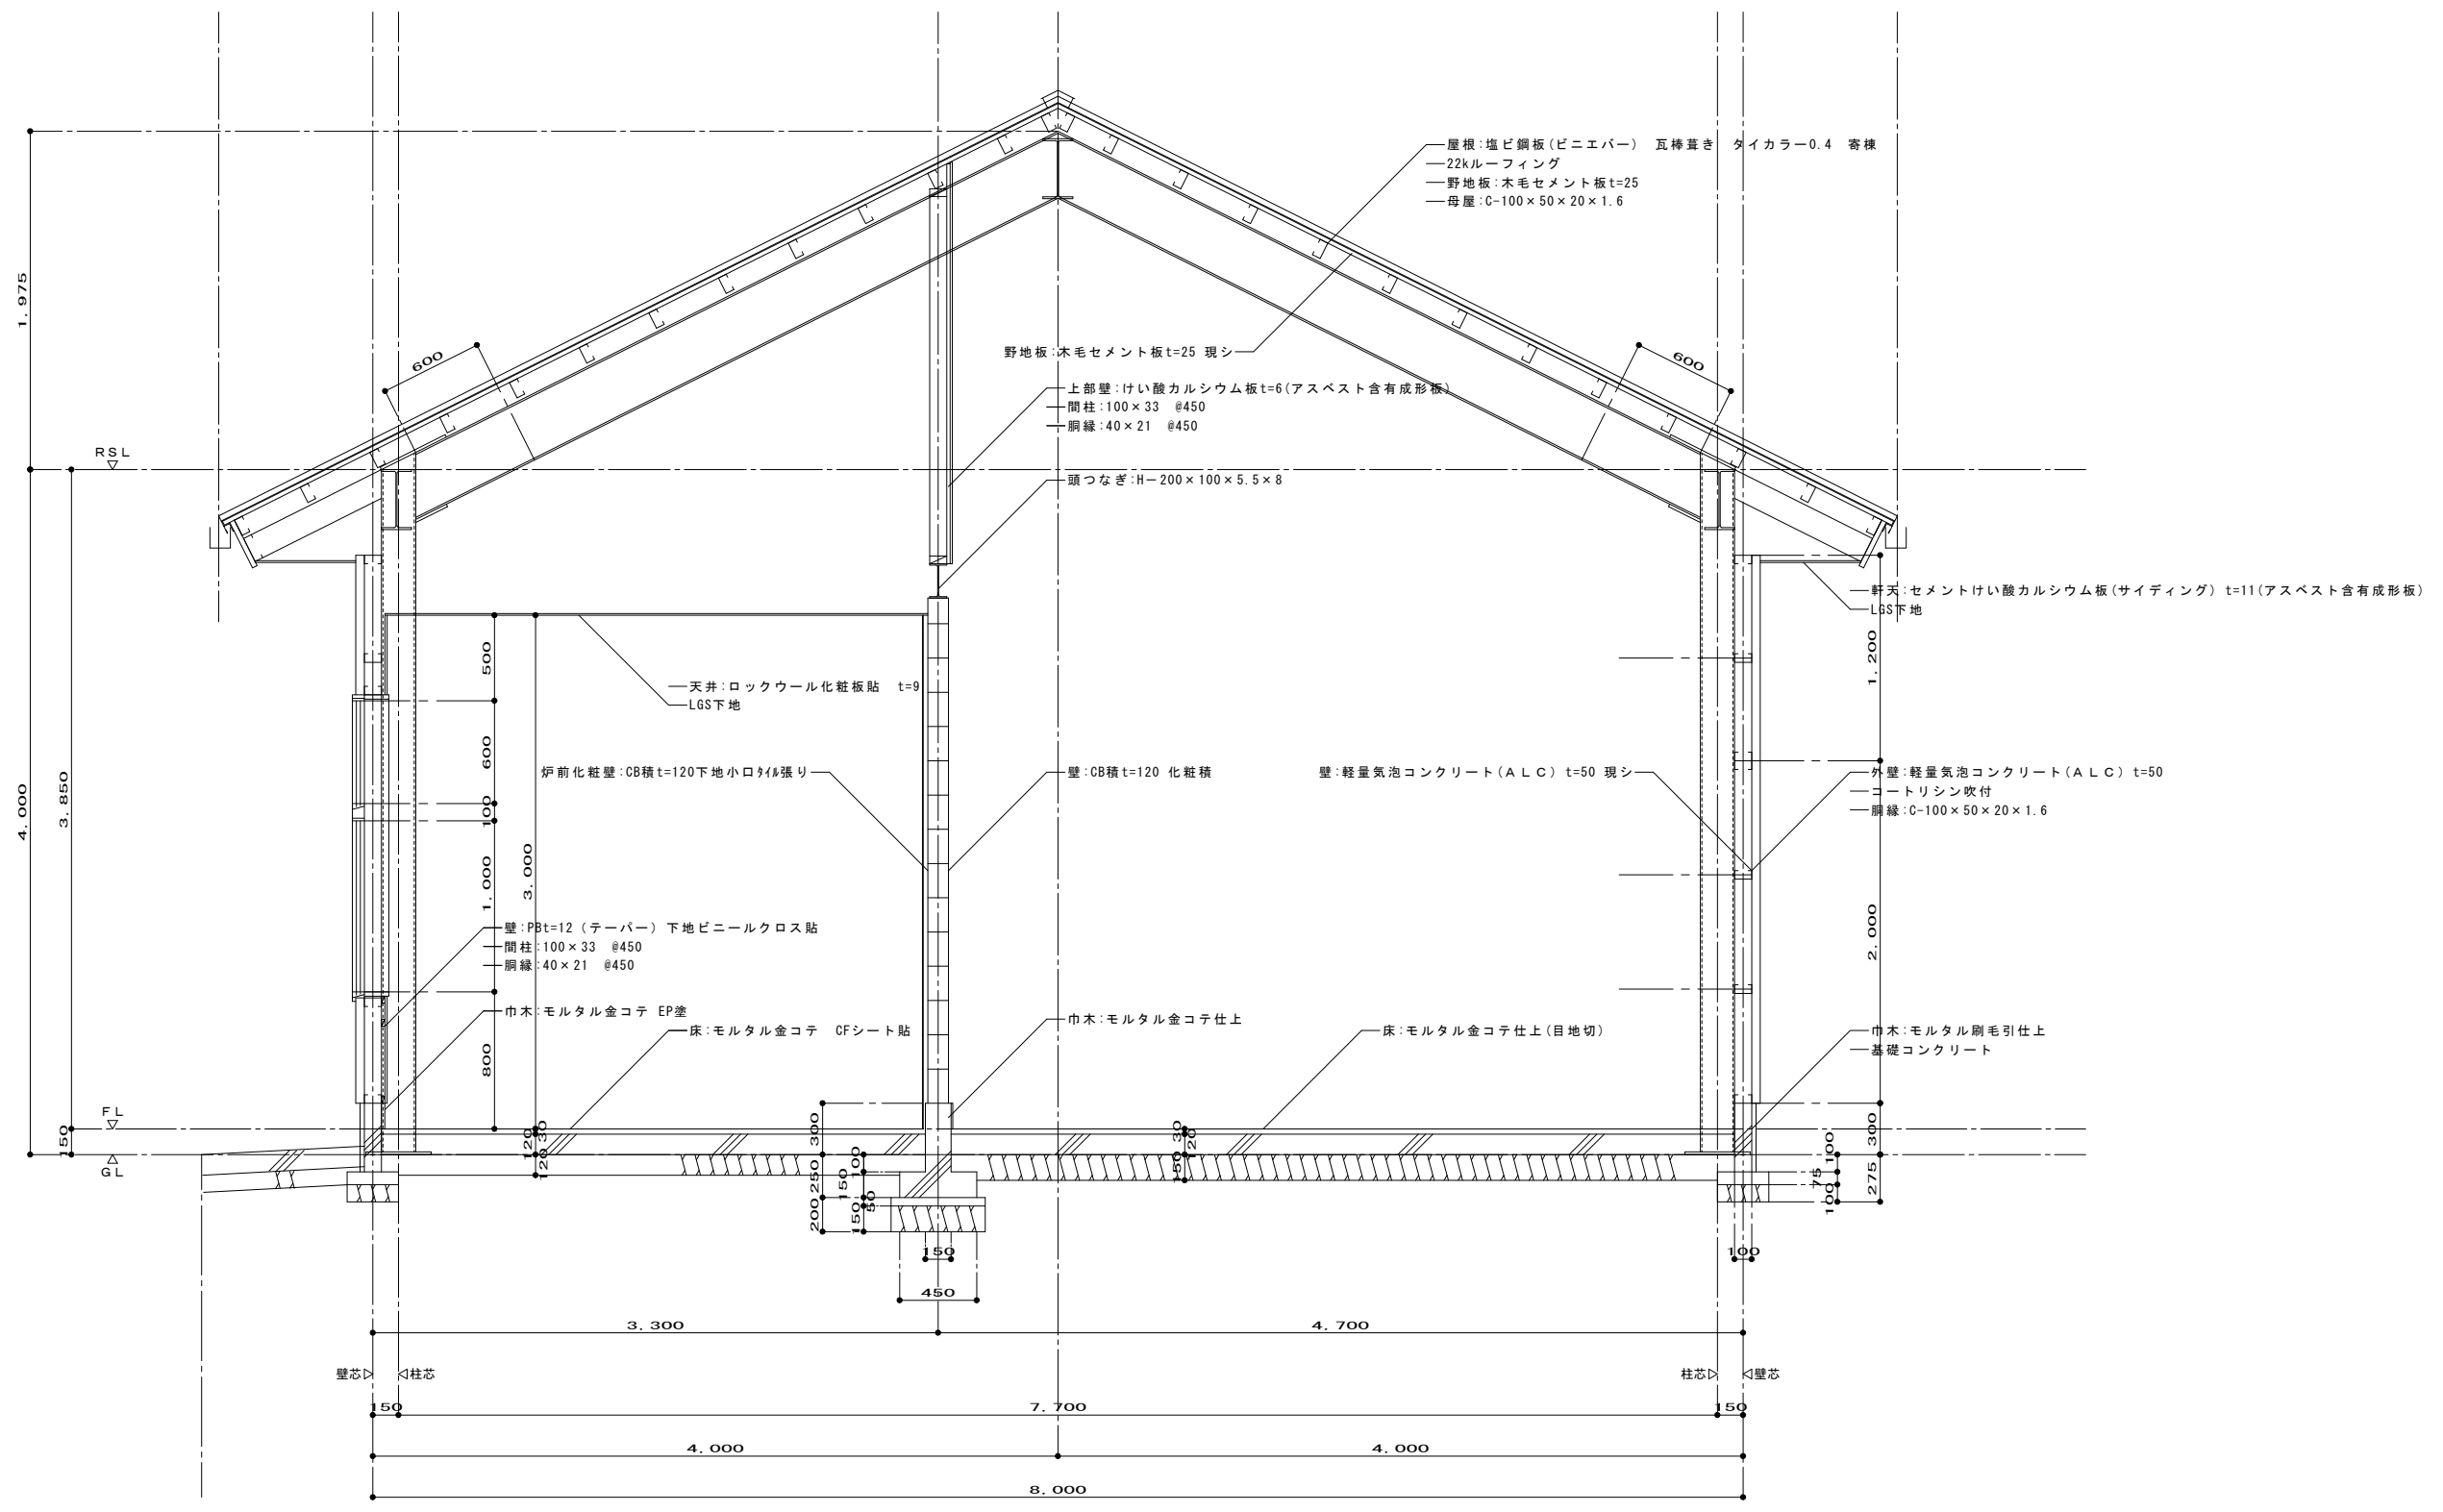 屋根:塩ビ鋼板(ビニエバー)　瓦棒葺き　タイカラー0.4　寄棟
22kルーフィング
野地板:木毛セメント板t=25
母屋:C-100×50×20×1.6
1.975
600
600
野地板:木毛セメント板t=25 現シ
上部壁:けい酸カルシウム板t=6(アスベスト含有成形板)
間柱:100×33　@450
胴縁:40×21　@450
RSL
頭つなぎ:H－200×100×5.5×8
軒天:セメントけい酸カルシウム板(サイディング) t=11(アスベスト含有成形板)
LGS下地
500
1.200
天井:ロックウール化粧板貼　t=9
LGS下地
600
炉前化粧壁:CB積t=120下地小口ﾀｲﾙ張り
壁:CB積t=120 化粧積
壁:軽量気泡コンクリート(ＡＬＣ) t=50 現シ
外壁:軽量気泡コンクリート(ＡＬＣ) t=50
コートリシン吹付
胴縁:C-100×50×20×1.6
4.000
3.850
100
3.000
1.000
2.000
壁:PBt=12 (テーパー) 下地ビニールクロス貼
間柱:100×33　@450
胴縁:40×21　@450
巾木:モルタル金コテ EP塗
床:モルタル金コテ　CFシート貼
巾木:モルタル金コテ仕上
床:モルタル金コテ仕上(目地切)
巾木:モルタル刷毛引仕上
基礎コンクリート
800
FL
150
GL
30
120
120
300
250
200
100
150
50
150
30
120
150
300
275
100
75
100
150
100
450
3.300
4.700
壁芯
柱芯
柱芯
壁芯
150
7.700
150
4.000
4.000
8.000